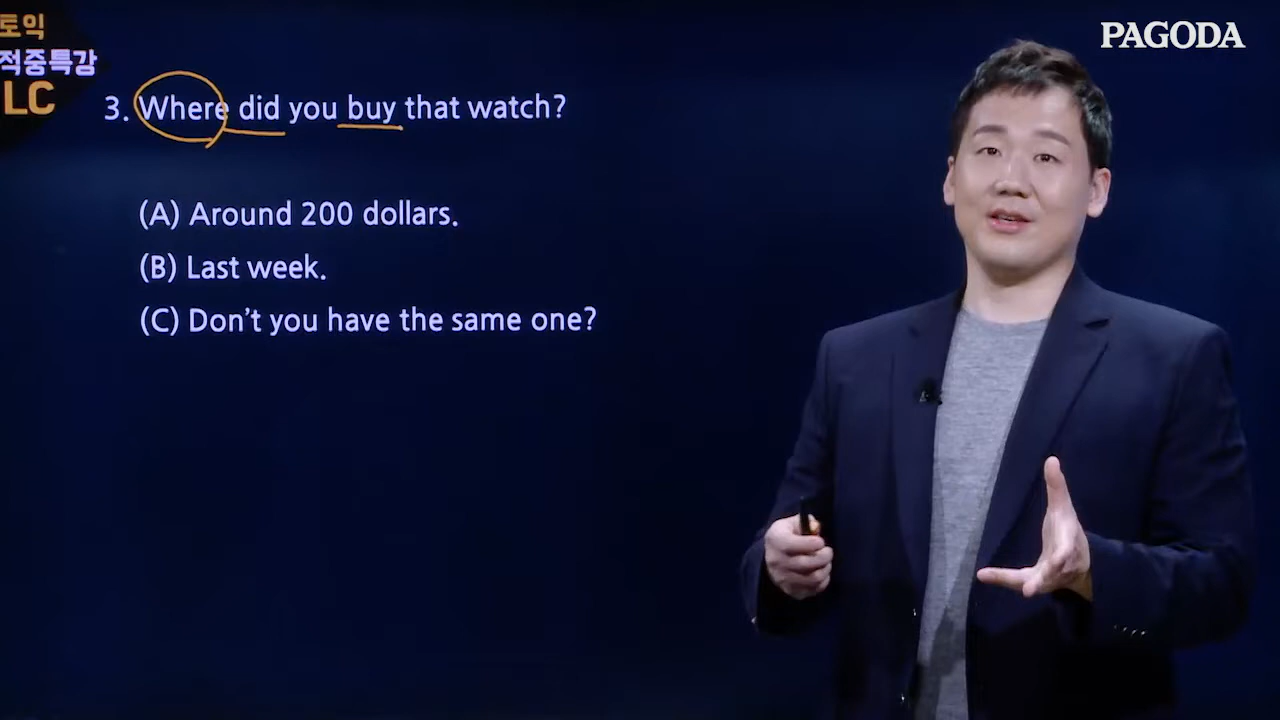 토익
적중특강
LC
PAGODA
3. Where did you buy that watch?
(A) Around 200 dollars.
(B) Last week.
(C) Don't you have the same one?